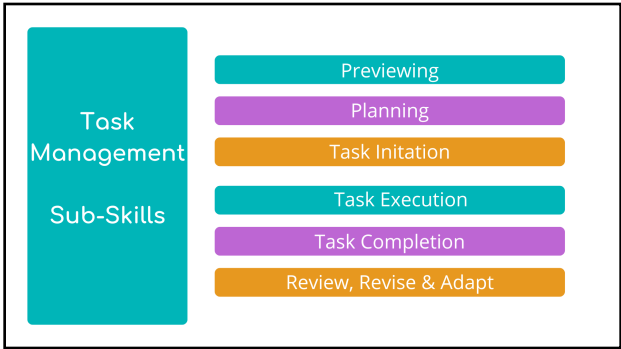 Task
Management
Sub-Skills
Previewing
Planning
Task Initation
Task Execution
Task Completion
Review, Revise & Adapt